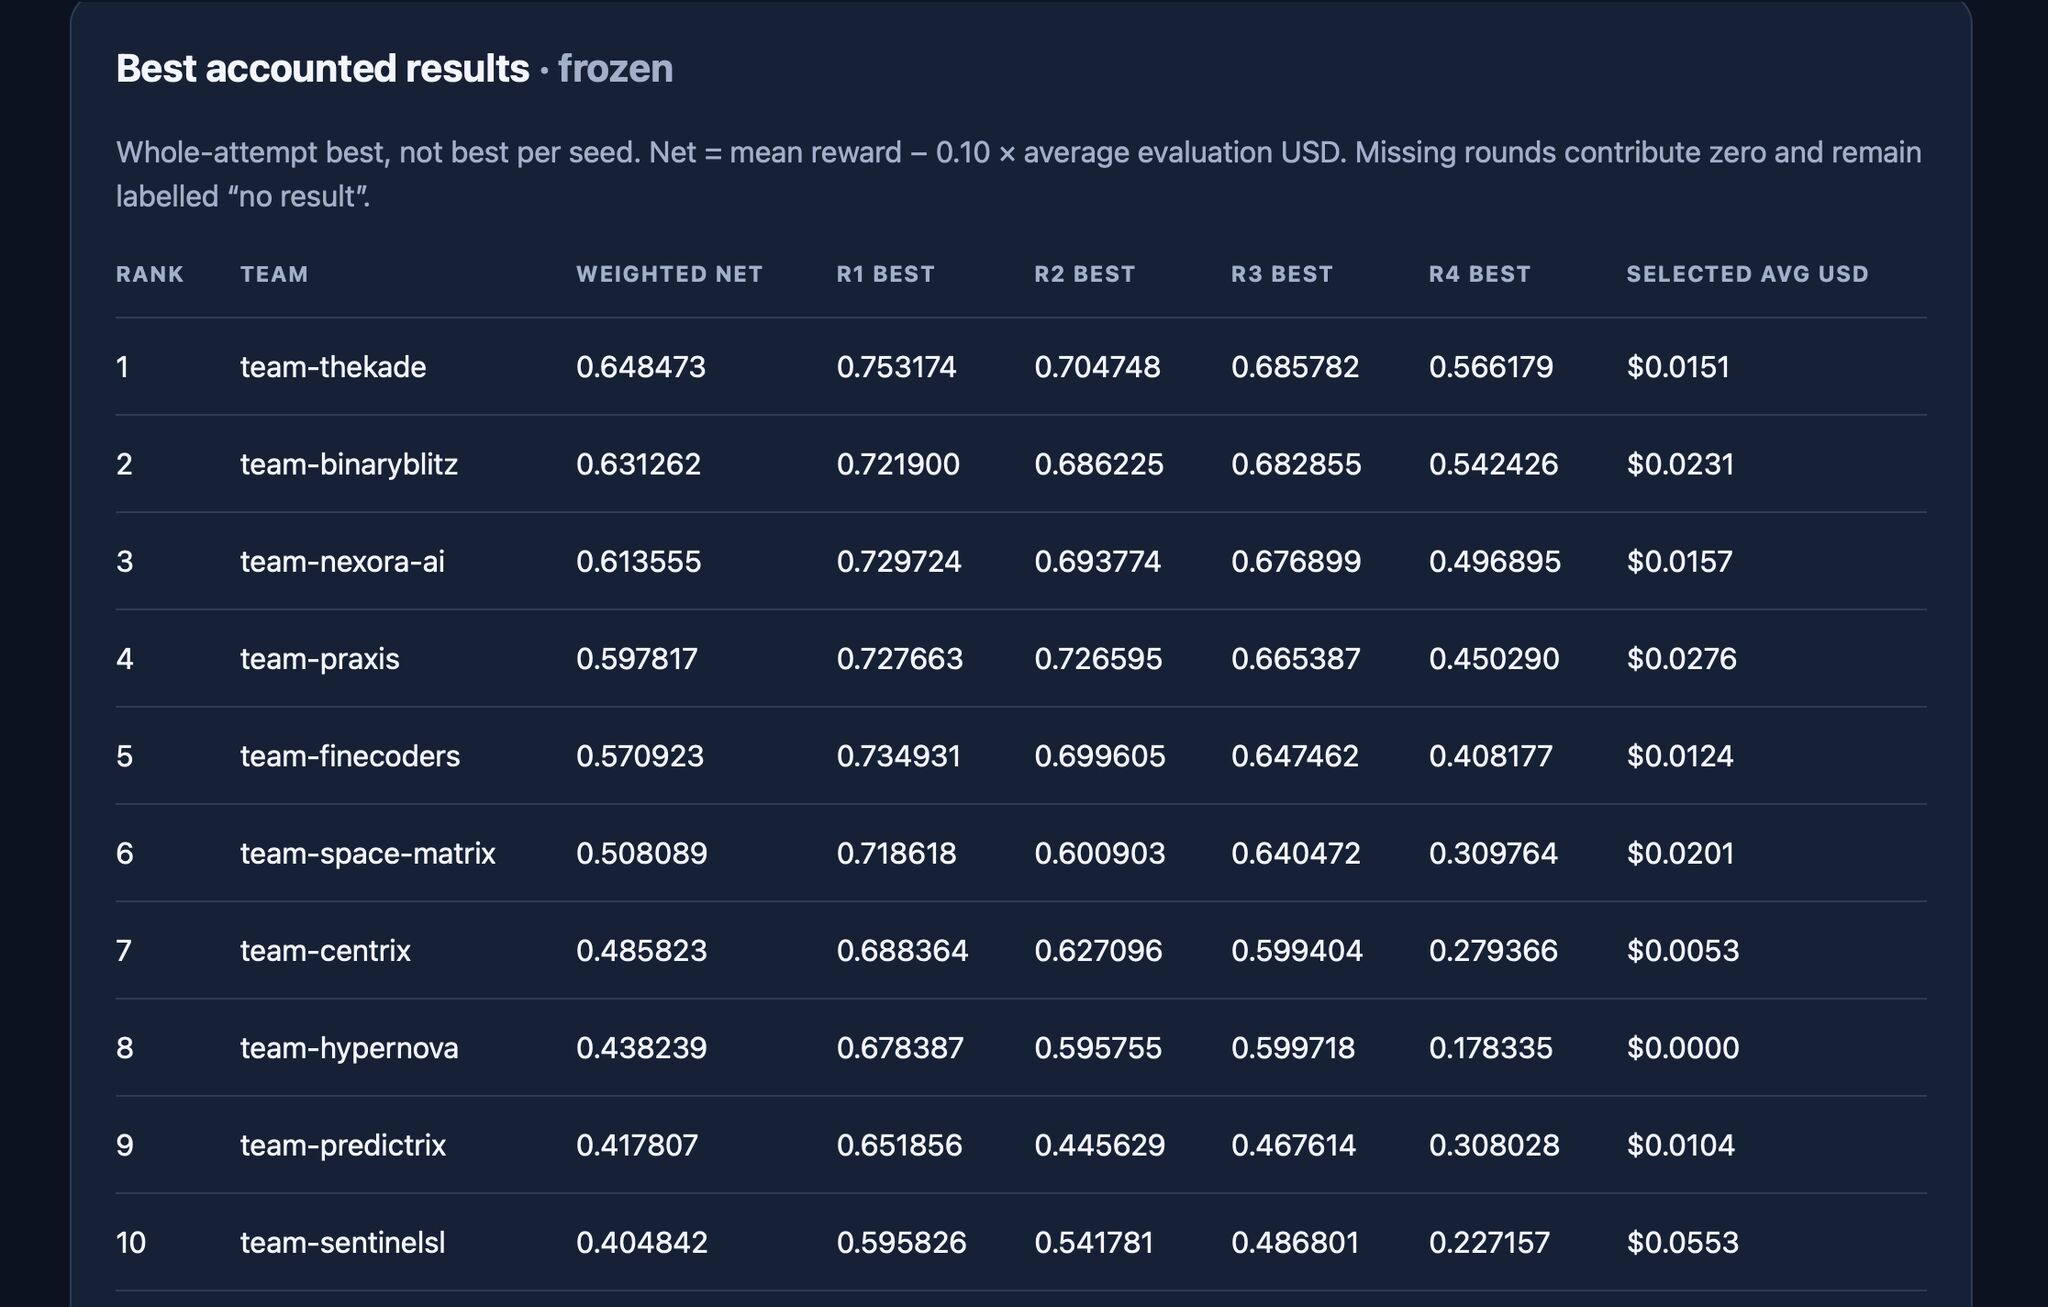 Best accounted results · frozen
Whole-attempt best, not best per seed. Net = mean reward – 0.10 × average evaluation USD. Missing rounds contribute zero and remain
labelled “no result”.
RANK TEAM WEIGHTED NET R1 BEST R2 BEST R3 BEST R4 BEST SELECTED AVG USD
1 team-thekade 0.648473 0.753174 0.704748 0.685782 0.566179 $0.0151
2 team-binaryblitz 0.631262 0.721900 0.686225 0.682855 0.542426 $0.0231
3 team-nexora-ai 0.613555 0.729724 0.693774 0.676899 0.496895 $0.0157
4 team-praxis 0.597817 0.727663 0.726595 0.665387 0.450290 $0.0276
5 team-finecoders 0.570923 0.734931 0.699605 0.647462 0.408177 $0.0124
6 team-space-matrix 0.508089 0.718618 0.600903 0.640472 0.309764 $0.0201
7 team-centrix 0.485823 0.688364 0.627096 0.599404 0.279366 $0.0053
8 team-hypernova 0.438239 0.678387 0.595755 0.599718 0.178335 $0.0000
9 team-predictrix 0.417807 0.651856 0.445629 0.467614 0.308028 $0.0104
10 team-sentinelsl 0.404842 0.595826 0.541781 0.486801 0.227157 $0.0553